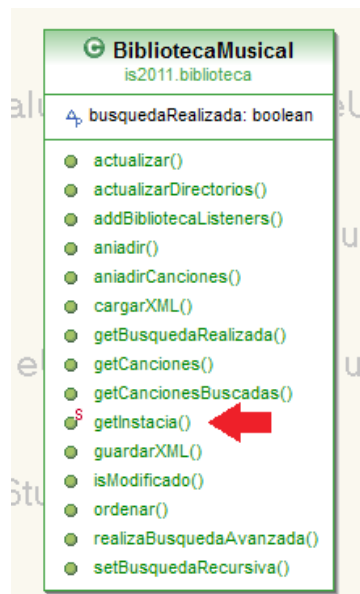 BibliotecaMusical
is2011.biblioteca
busquedaRealizada: boolean
actualizar()
actualizarDirectorios()
addBibliotecaListeners()
aniadir()
aniadirCanciones()
cargarXML()
getBusquedaRealizada()
getCanciones()
getCancionesBuscadas()
getInstacia()
guardarXML()
isModificado()
ordenar()
realizaBusquedaAvanzada()
setBusquedaRecursiva()